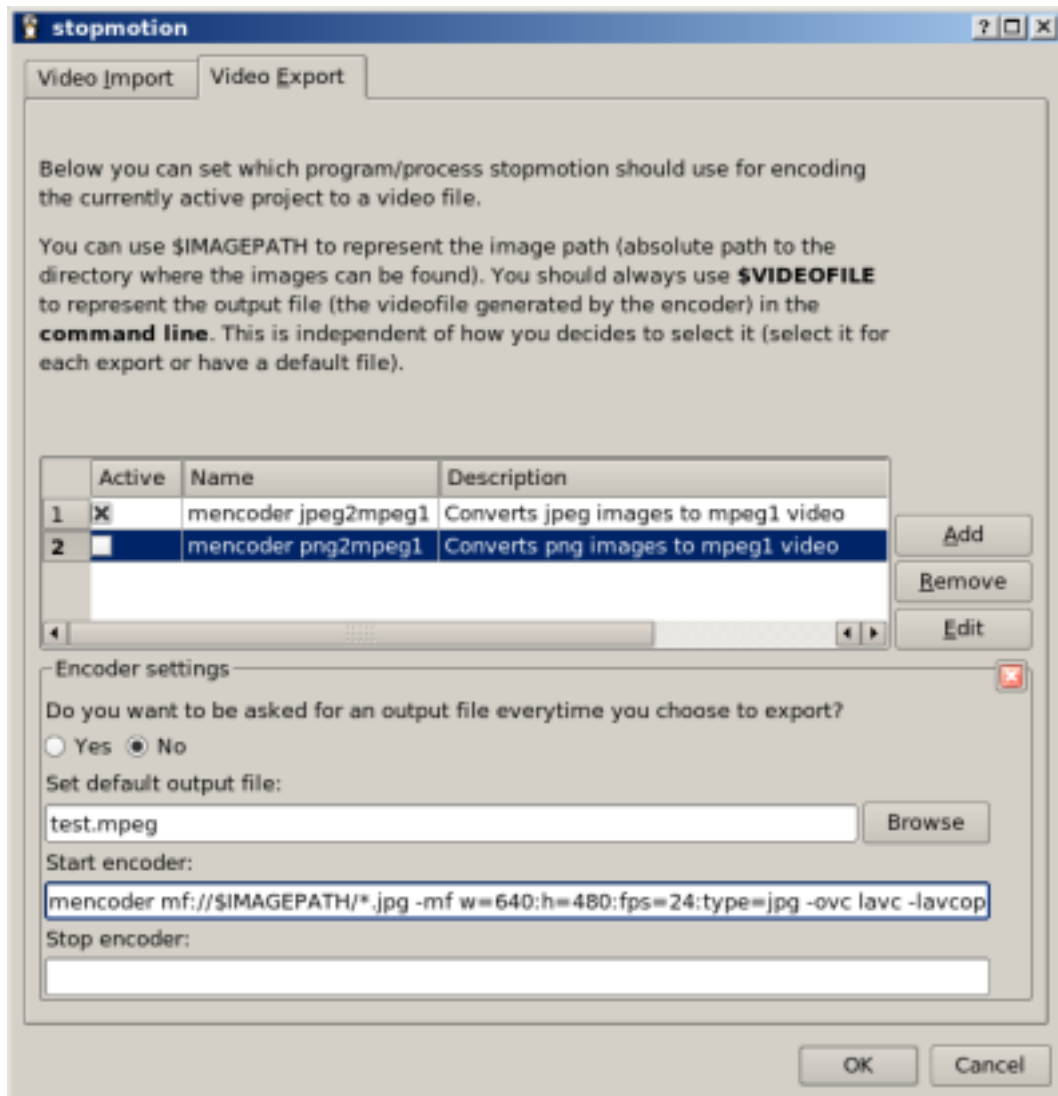 stopmotion
Video Import
Video Export
Below you can set which program/process stopmotion should use for encoding
the currently active project to a video file.
You can use $IMAGEPATH to represent the image path (absolute path to the
directory where the images can be found). You should always use $VIDEOFILE
to represent the output file (the videofile generated by the encoder) in the
command line. This is independent of how you decides to select it (select it for
each export or have a default file).
Active Name Description
1 mencoder jpeg2mpeg1 Converts jpeg images to mpeg1 video
2 mencoder png2mpeg1 Converts png images to mpeg1 video
Add
Remove
Edit
Encoder settings
Do you want to be asked for an output file everytime you choose to export?
Yes No
Set default output file:
test.mpeg Browse
Start encoder:
mencoder mf://$IMAGEPATH/*.jpg -mf w=640:h=480:fps=24:type=jpg -ovc lavc -lavcop
Stop encoder:
OK Cancel